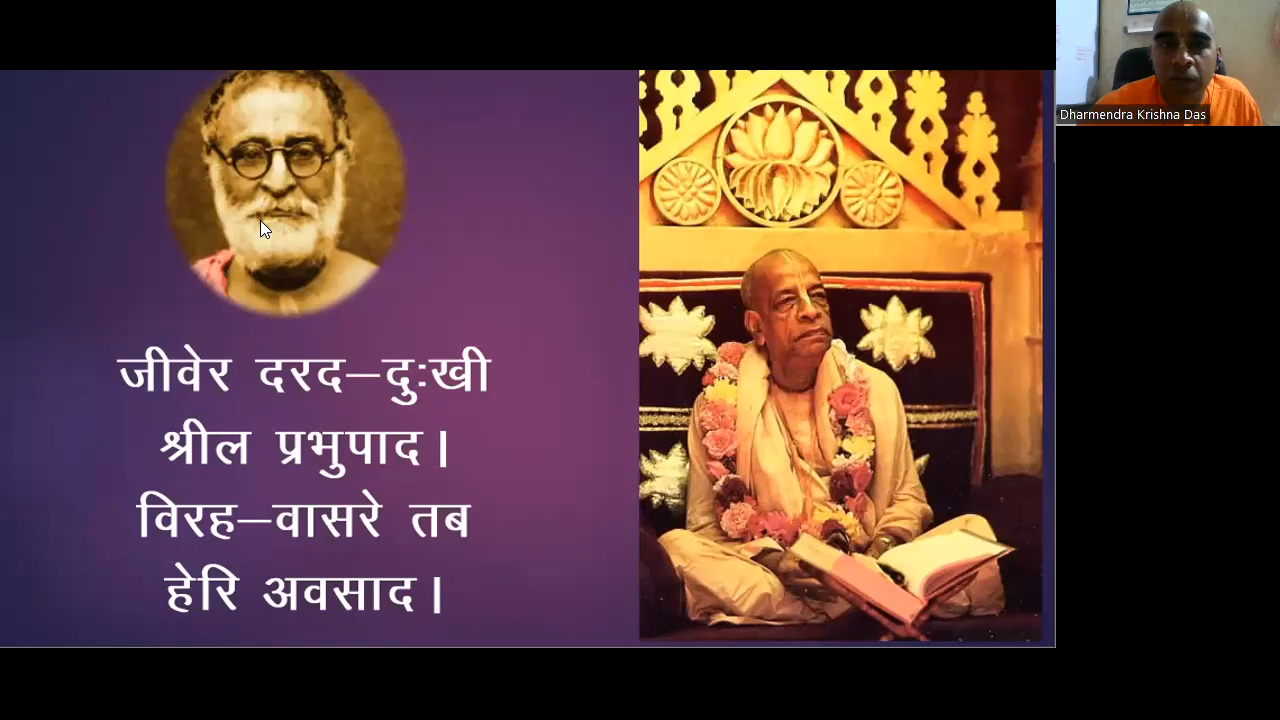 जीवेर दरद–दुःखी
श्रील प्रभुपाद।
विरह–वासरे तब
हेरि अवसाद।
Dharmendra Krishna Das